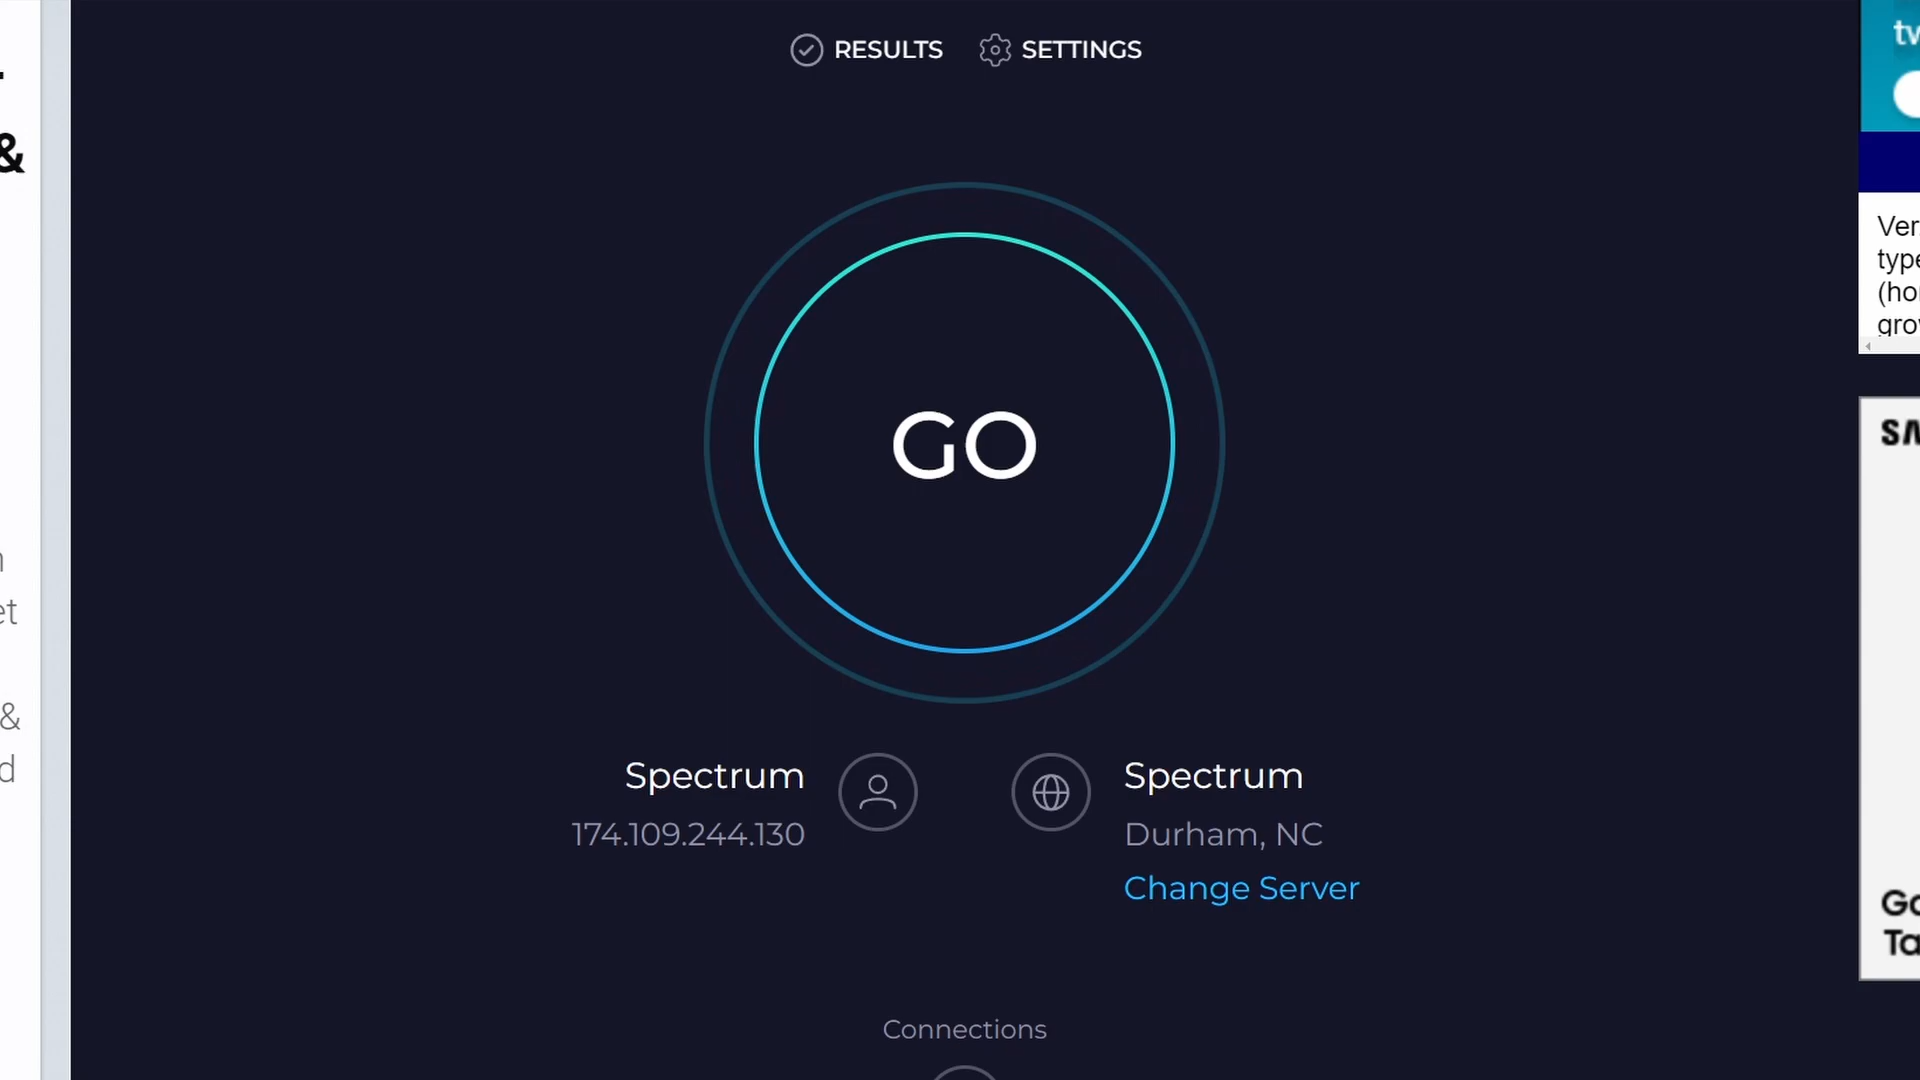 RESULTS
SETTINGS
&
GO
Spectrum
174.109.244.130
Spectrum
Durham, NC
Change Server
Connections
&